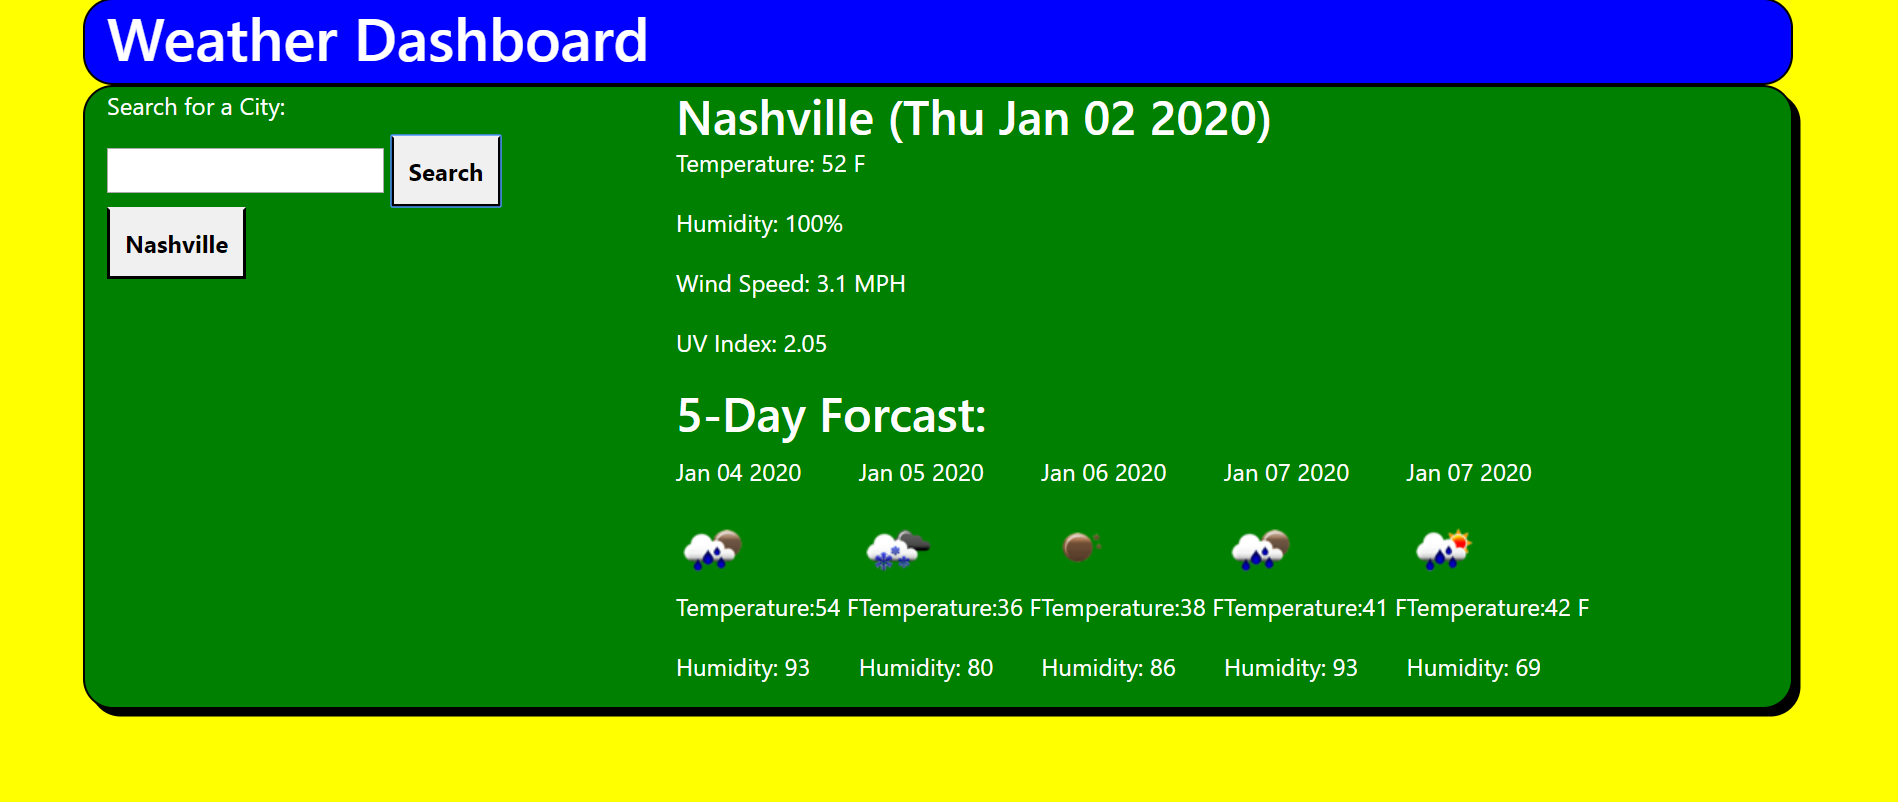 Weather Dashboard
Search for a City:
Search
Nashville
Nashville (Thu Jan 02 2020)
Temperature: 52 F
Humidity: 100%
Wind Speed: 3.1 MPH
UV Index: 2.05
5-Day Forcast:
Jan 04 2020 Jan 05 2020 Jan 06 2020 Jan 07 2020 Jan 07 2020
Temperature:54 FTemperature:36 FTemperature:38 FTemperature:41 FTemperature:42 F
Humidity: 93 Humidity: 80 Humidity: 86 Humidity: 93 Humidity: 69